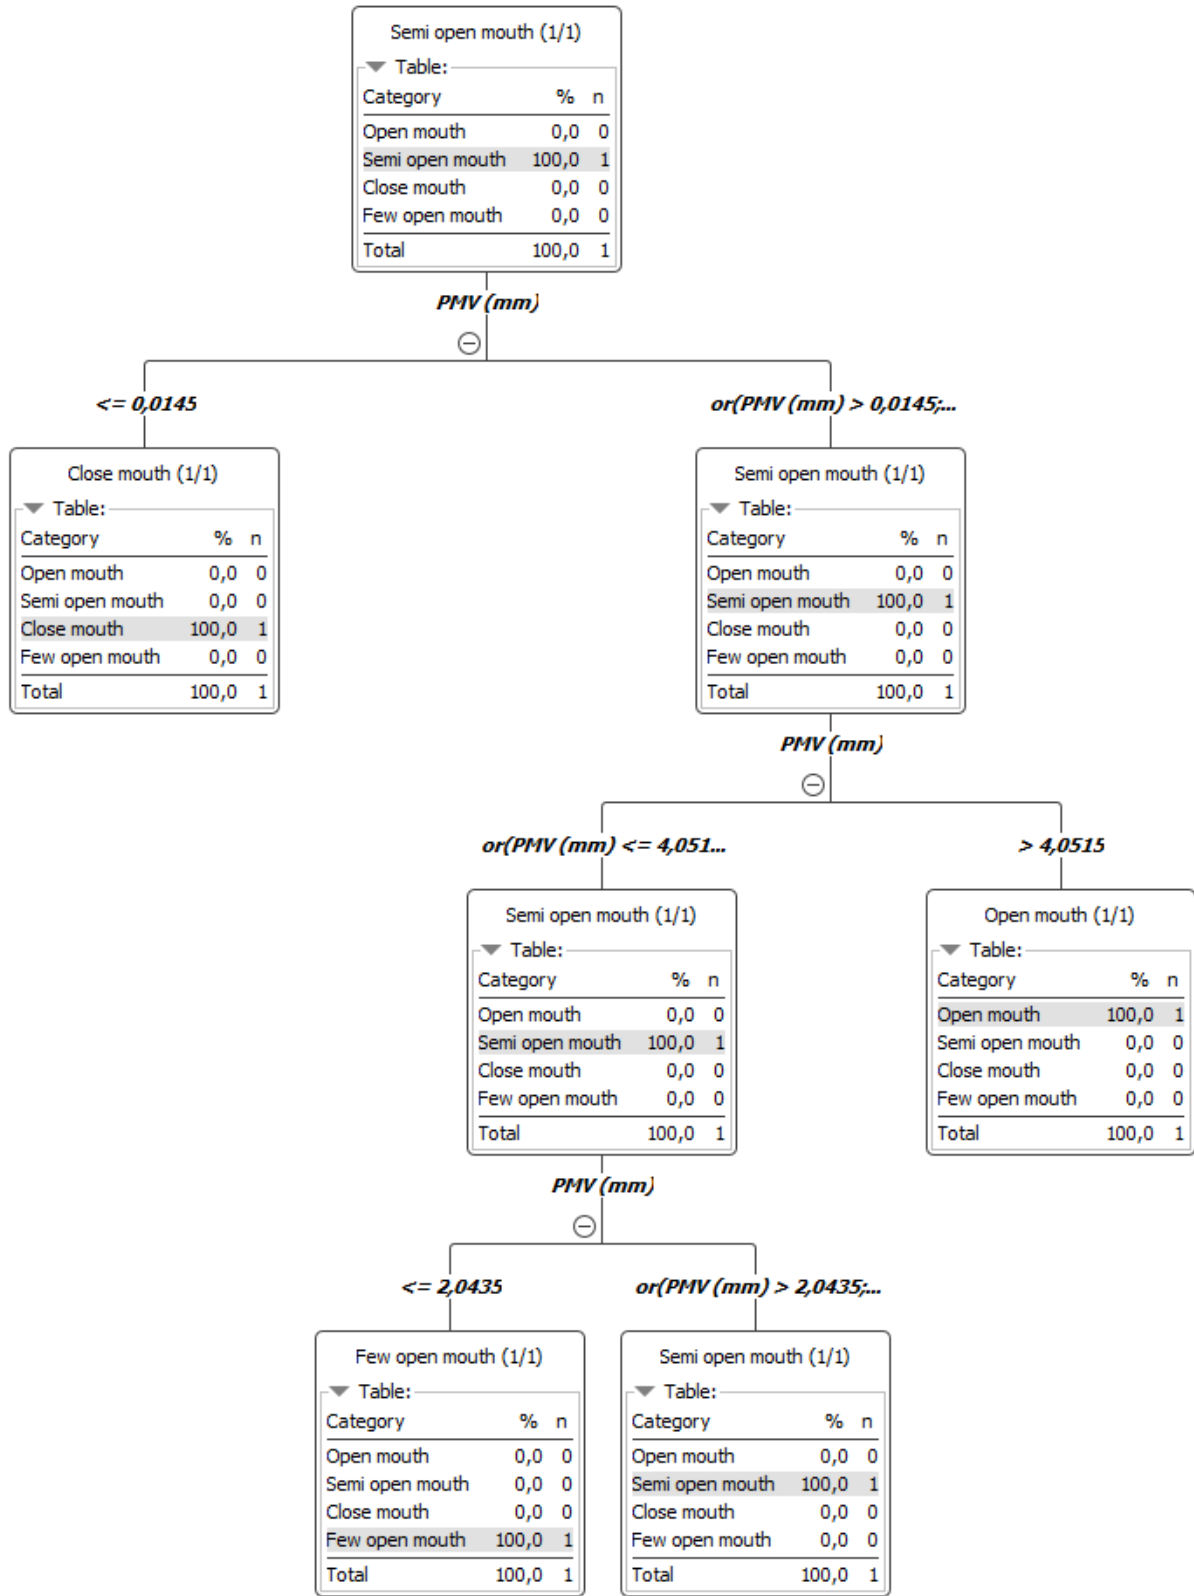 Semi open mouth (1/1)
Table:
Category % n
Open mouth 0,0 0
Semi open mouth 100,0 1
Close mouth 0,0 0
Few open mouth 0,0 0
Total 100,0 1
PMV (mm)
<= 0,0145
or(PMV (mm) > 0,0145;...
Close mouth (1/1)
Table:
Category % n
Open mouth 0,0 0
Semi open mouth 0,0 0
Close mouth 100,0 1
Few open mouth 0,0 0
Total 100,0 1
Semi open mouth (1/1)
Table:
Category % n
Open mouth 0,0 0
Semi open mouth 100,0 1
Close mouth 0,0 0
Few open mouth 0,0 0
Total 100,0 1
PMV (mm)
or(PMV (mm) <= 4,051...
> 4,0515
Semi open mouth (1/1)
Table:
Category % n
Open mouth 0,0 0
Semi open mouth 100,0 1
Close mouth 0,0 0
Few open mouth 0,0 0
Total 100,0 1
Open mouth (1/1)
Table:
Category % n
Open mouth 100,0 1
Semi open mouth 0,0 0
Close mouth 0,0 0
Few open mouth 0,0 0
Total 100,0 1
PMV (mm)
<= 2,0435
or(PMV (mm) > 2,0435;...
Few open mouth (1/1)
Table:
Category % n
Open mouth 0,0 0
Semi open mouth 0,0 0
Close mouth 0,0 0
Few open mouth 100,0 1
Total 100,0 1
Semi open mouth (1/1)
Table:
Category % n
Open mouth 0,0 0
Semi open mouth 100,0 1
Close mouth 0,0 0
Few open mouth 0,0 0
Total 100,0 1